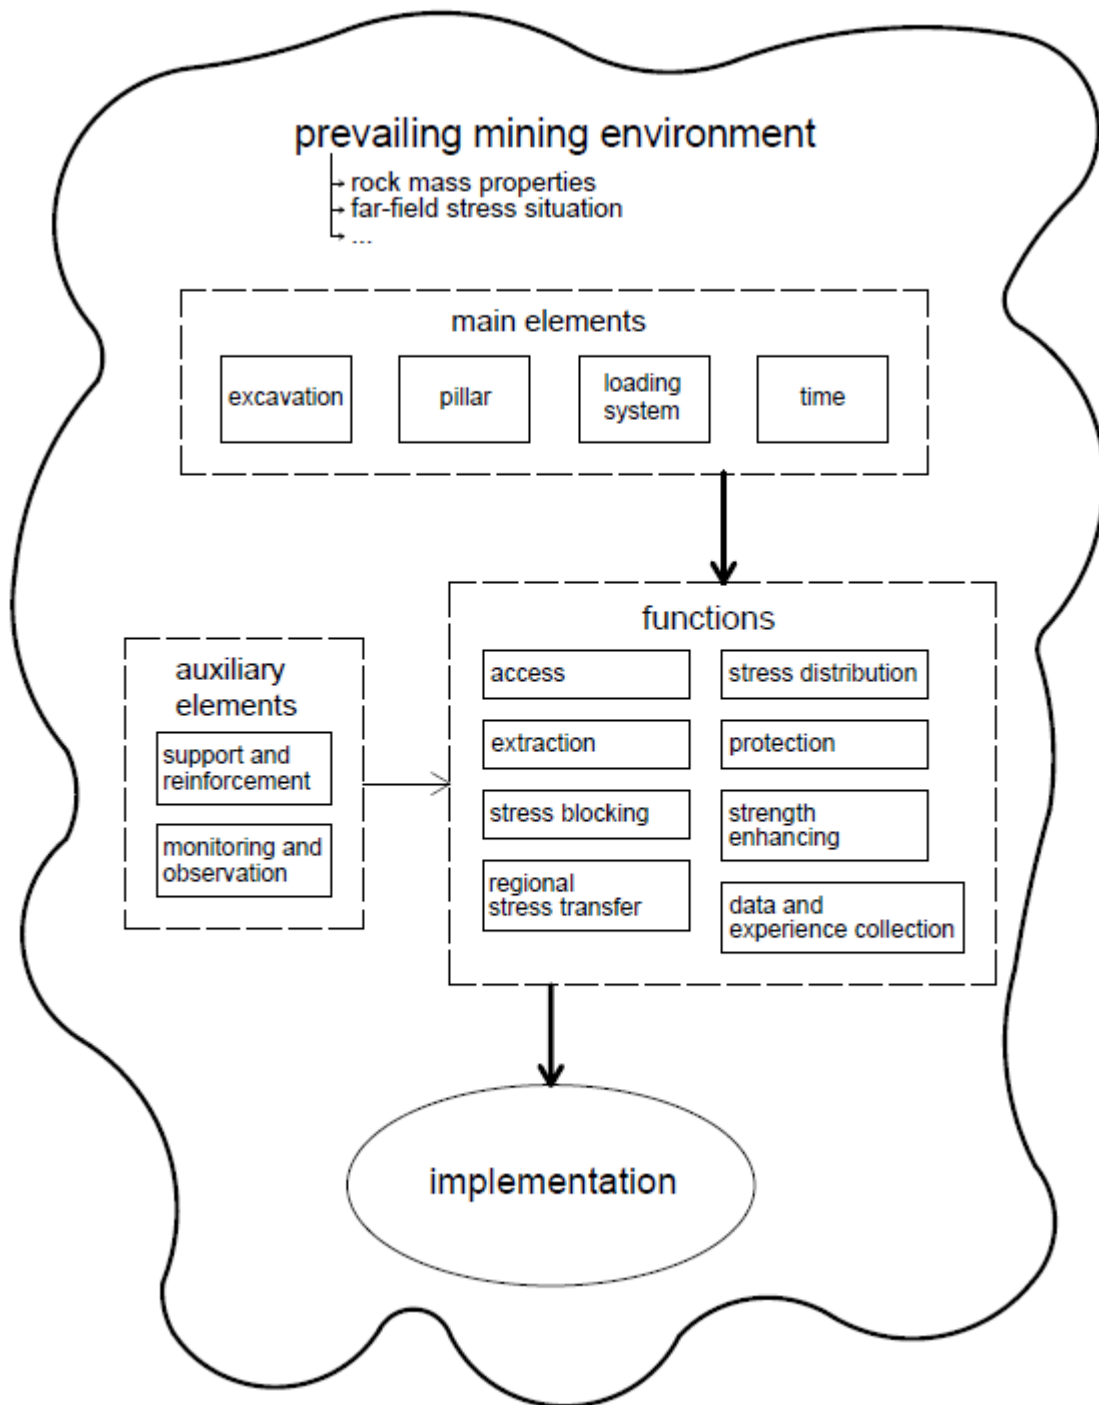 prevailing mining environment
rock mass properties
far-field stress situation
...
main elements
excavation
pillar
loading
system
time
functions
access
stress distribution
extraction
protection
stress blocking
strength
enhancing
regional
stress transfer
data and
experience collection
auxiliary
elements
support and
reinforcement
monitoring and
observation
implementation